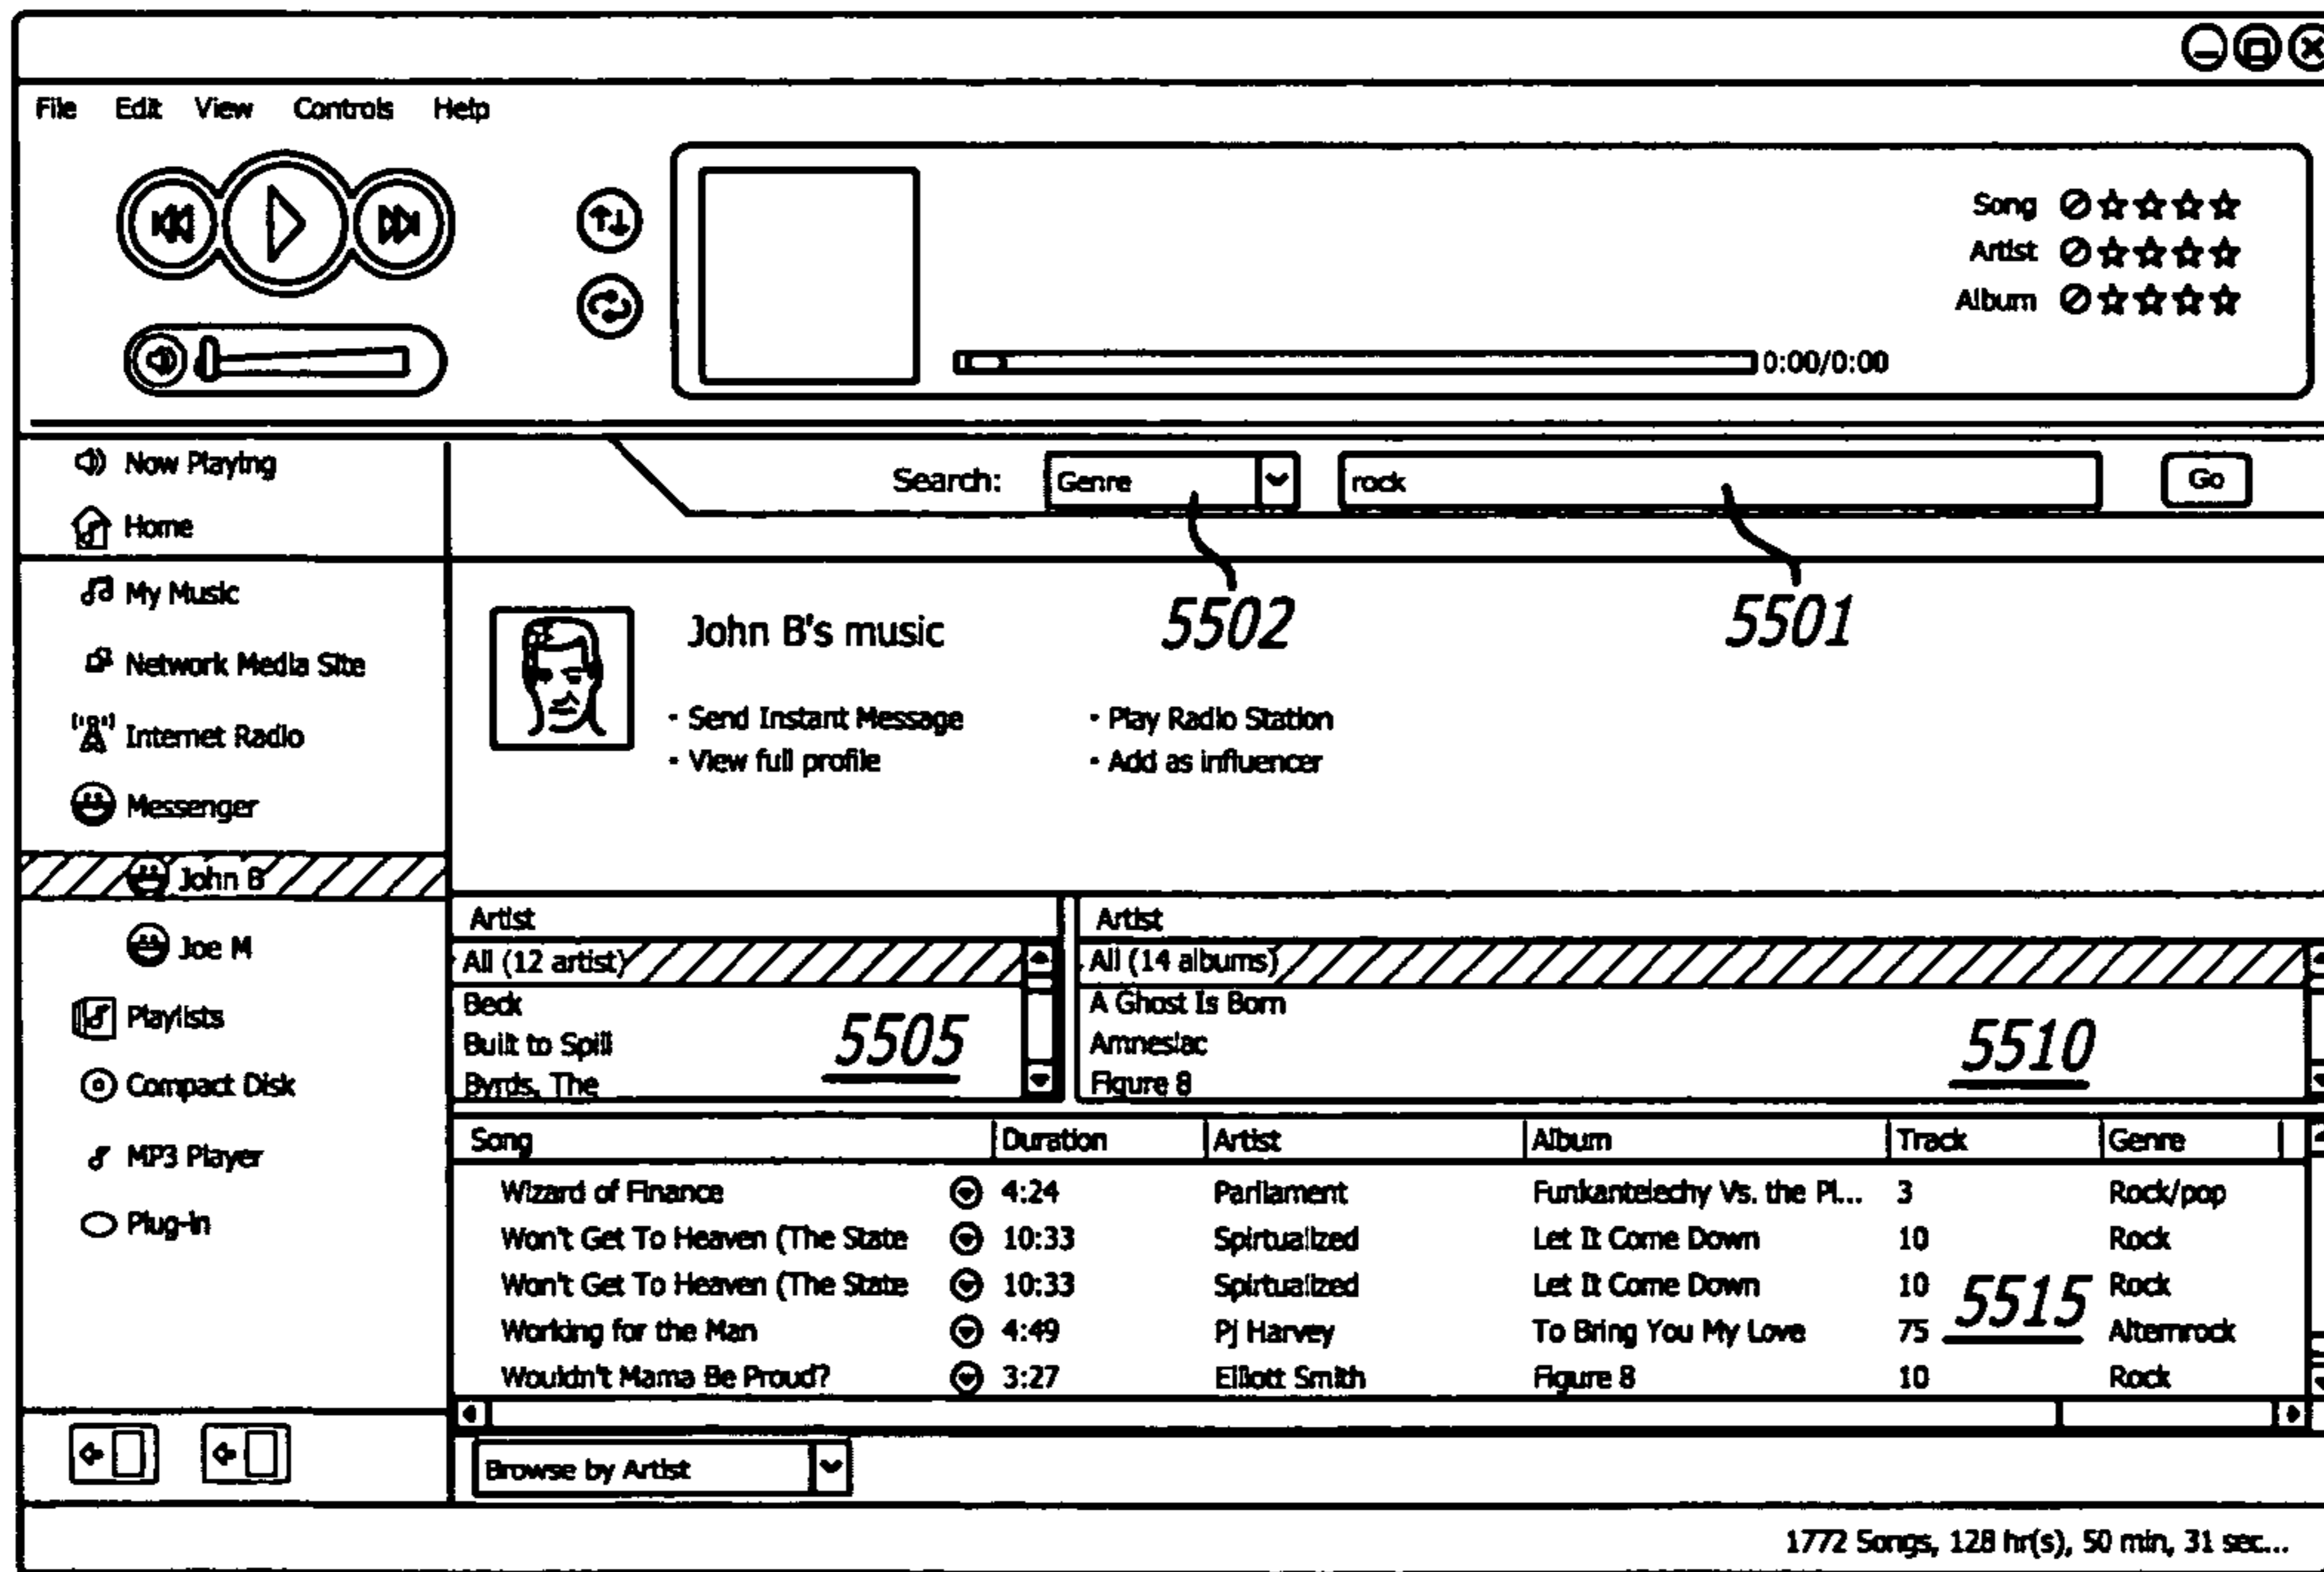 File Edit View Controls Help
Song
Artist
Album
0:00/0:00
Now Playing
Search: Genre rock Go
Home
5502 5501
My Music
Network Media Site
Internet Radio
Messenger
John B
Joe M
Playlists
Compact Disk
MP3 Player
Plug-in
John B's music
- Send Instant Message - Play Radio Station
- View full profile - Add as influencer
Artist Artist
All (12 artist) All (14 albums)
Beck A Ghost Is Born
Built to Spill 5505 Amnesiac 5510
Byrds, The Figure 8
Song Duration Artist Album Track Genre
Wizard of Finance 4:24 Parliament Funkantelechy Vs. the Pl... 3 Rock/pop
Won't Get To Heaven (The State 10:33 Spirtualized Let It Come Down 10 Rock
Won't Get To Heaven (The State 10:33 Spirtualized Let It Come Down 10 Rock
5515
Working for the Man 4:49 Pj Harvey To Bring You My Love 75 Alternrock
Wouldn't Mama Be Proud? 3:27 Elliott Smith Figure 8 10 Rock
Browse by Artist
1772 Songs, 128 hr(s), 50 min, 31 sec...